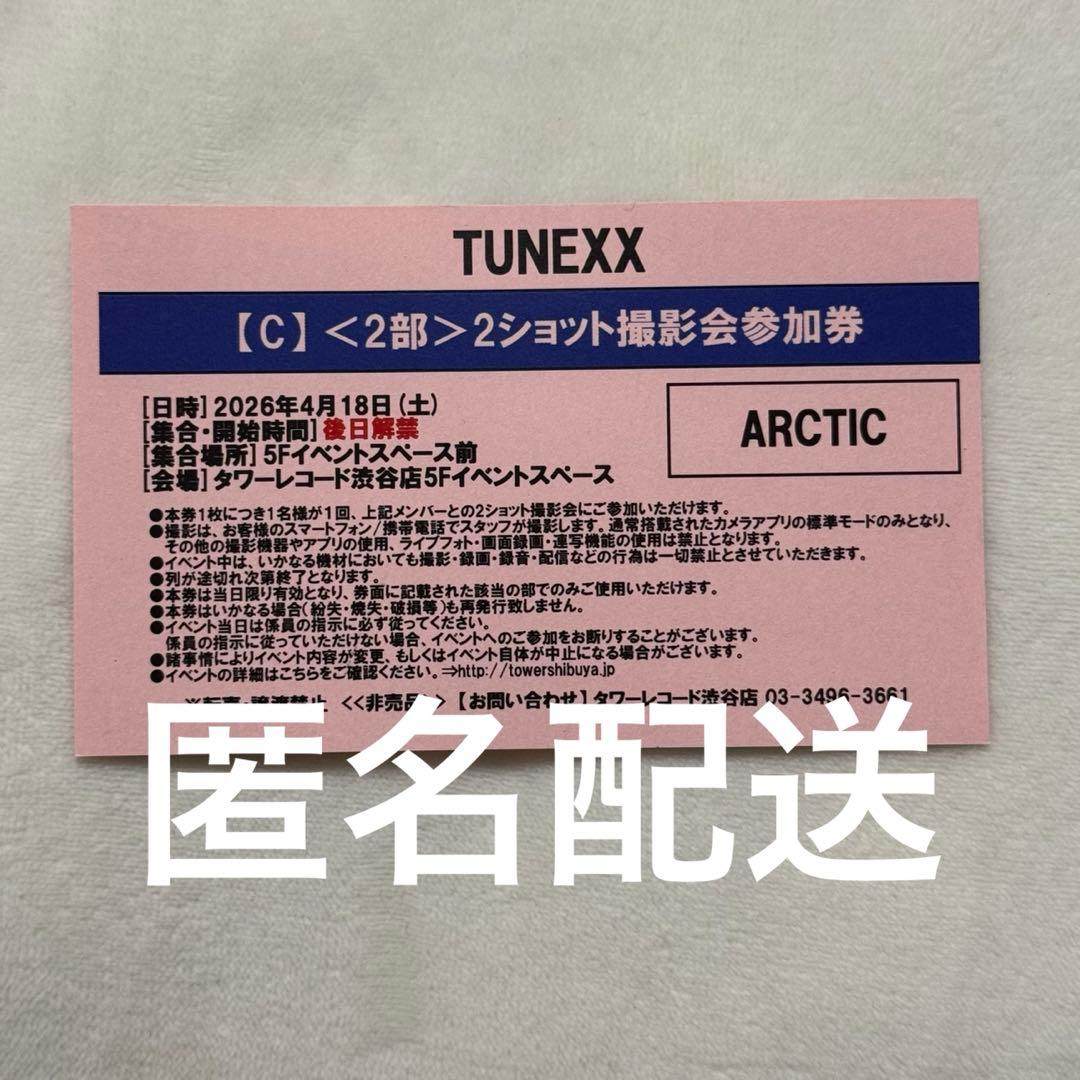 TUNEXX
【C】<2部>2ショット撮影会参加券
[日時] 2026年4月18日(土)
[集合・開始時間] 後日解禁
[集合場所] 5Fイベントスペース前
[会場] タワーレコード渋谷店5Fイベントスペース
ARCTIC
●本券1枚につき1名様が1回、上記メンバーとの2ショット撮影会にご参加いただけます。
●撮影は、お客様のスマートフォン/携帯電話でスタッフが撮影します。通常搭載されたカメラアプリの標準モードのみとなり、
その他の撮影機器やアプリの使用、ライブフォト・画面録画・連写機能の使用は禁止となります。
●イベント中は、いかなる機材においても撮影・録画・録音・配信などの行為は一切禁止とさせていただきます。
●列が途切れ次第終了となります。
●本券は当日限り有効となり、券面に記載された該当の部でのみご使用いただけます。
●本券はいかなる場合(紛失・焼失・破損等)も再発行致しません。
●イベント当日は係員の指示に必ず従ってください。
係員の指示に従っていただけない場合、イベントへのご参加をお断りすることがございます。
●諸事情によりイベント内容が変更、もしくはイベント自体が中止になる場合がございます。
●イベントの詳細はこちらをご確認ください。⇒http://towershibuya.jp
※転売・譲渡禁止 <<非売品>> 【お問い合わせ】タワーレコード渋谷店 03-3496-3661
匿名配送